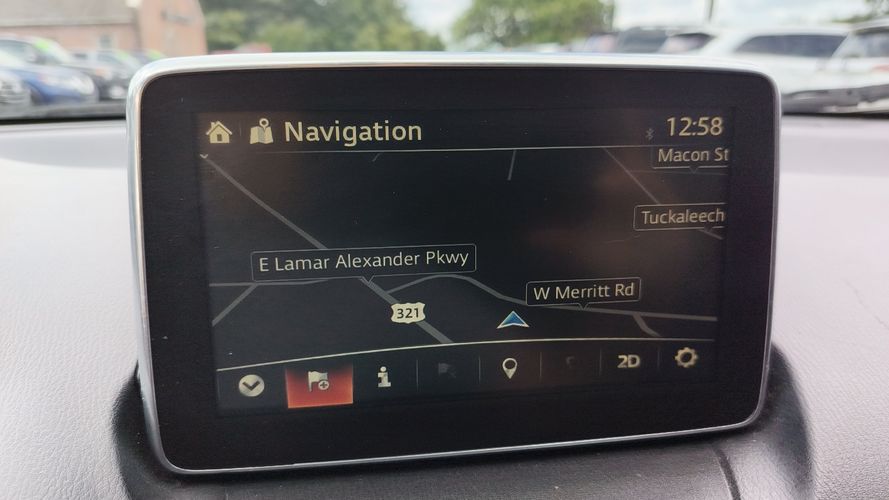 Navigation
12:58
Macon St
Tuckaleech
E Lamar Alexander Pkwy
W Merritt Rd
321
2D